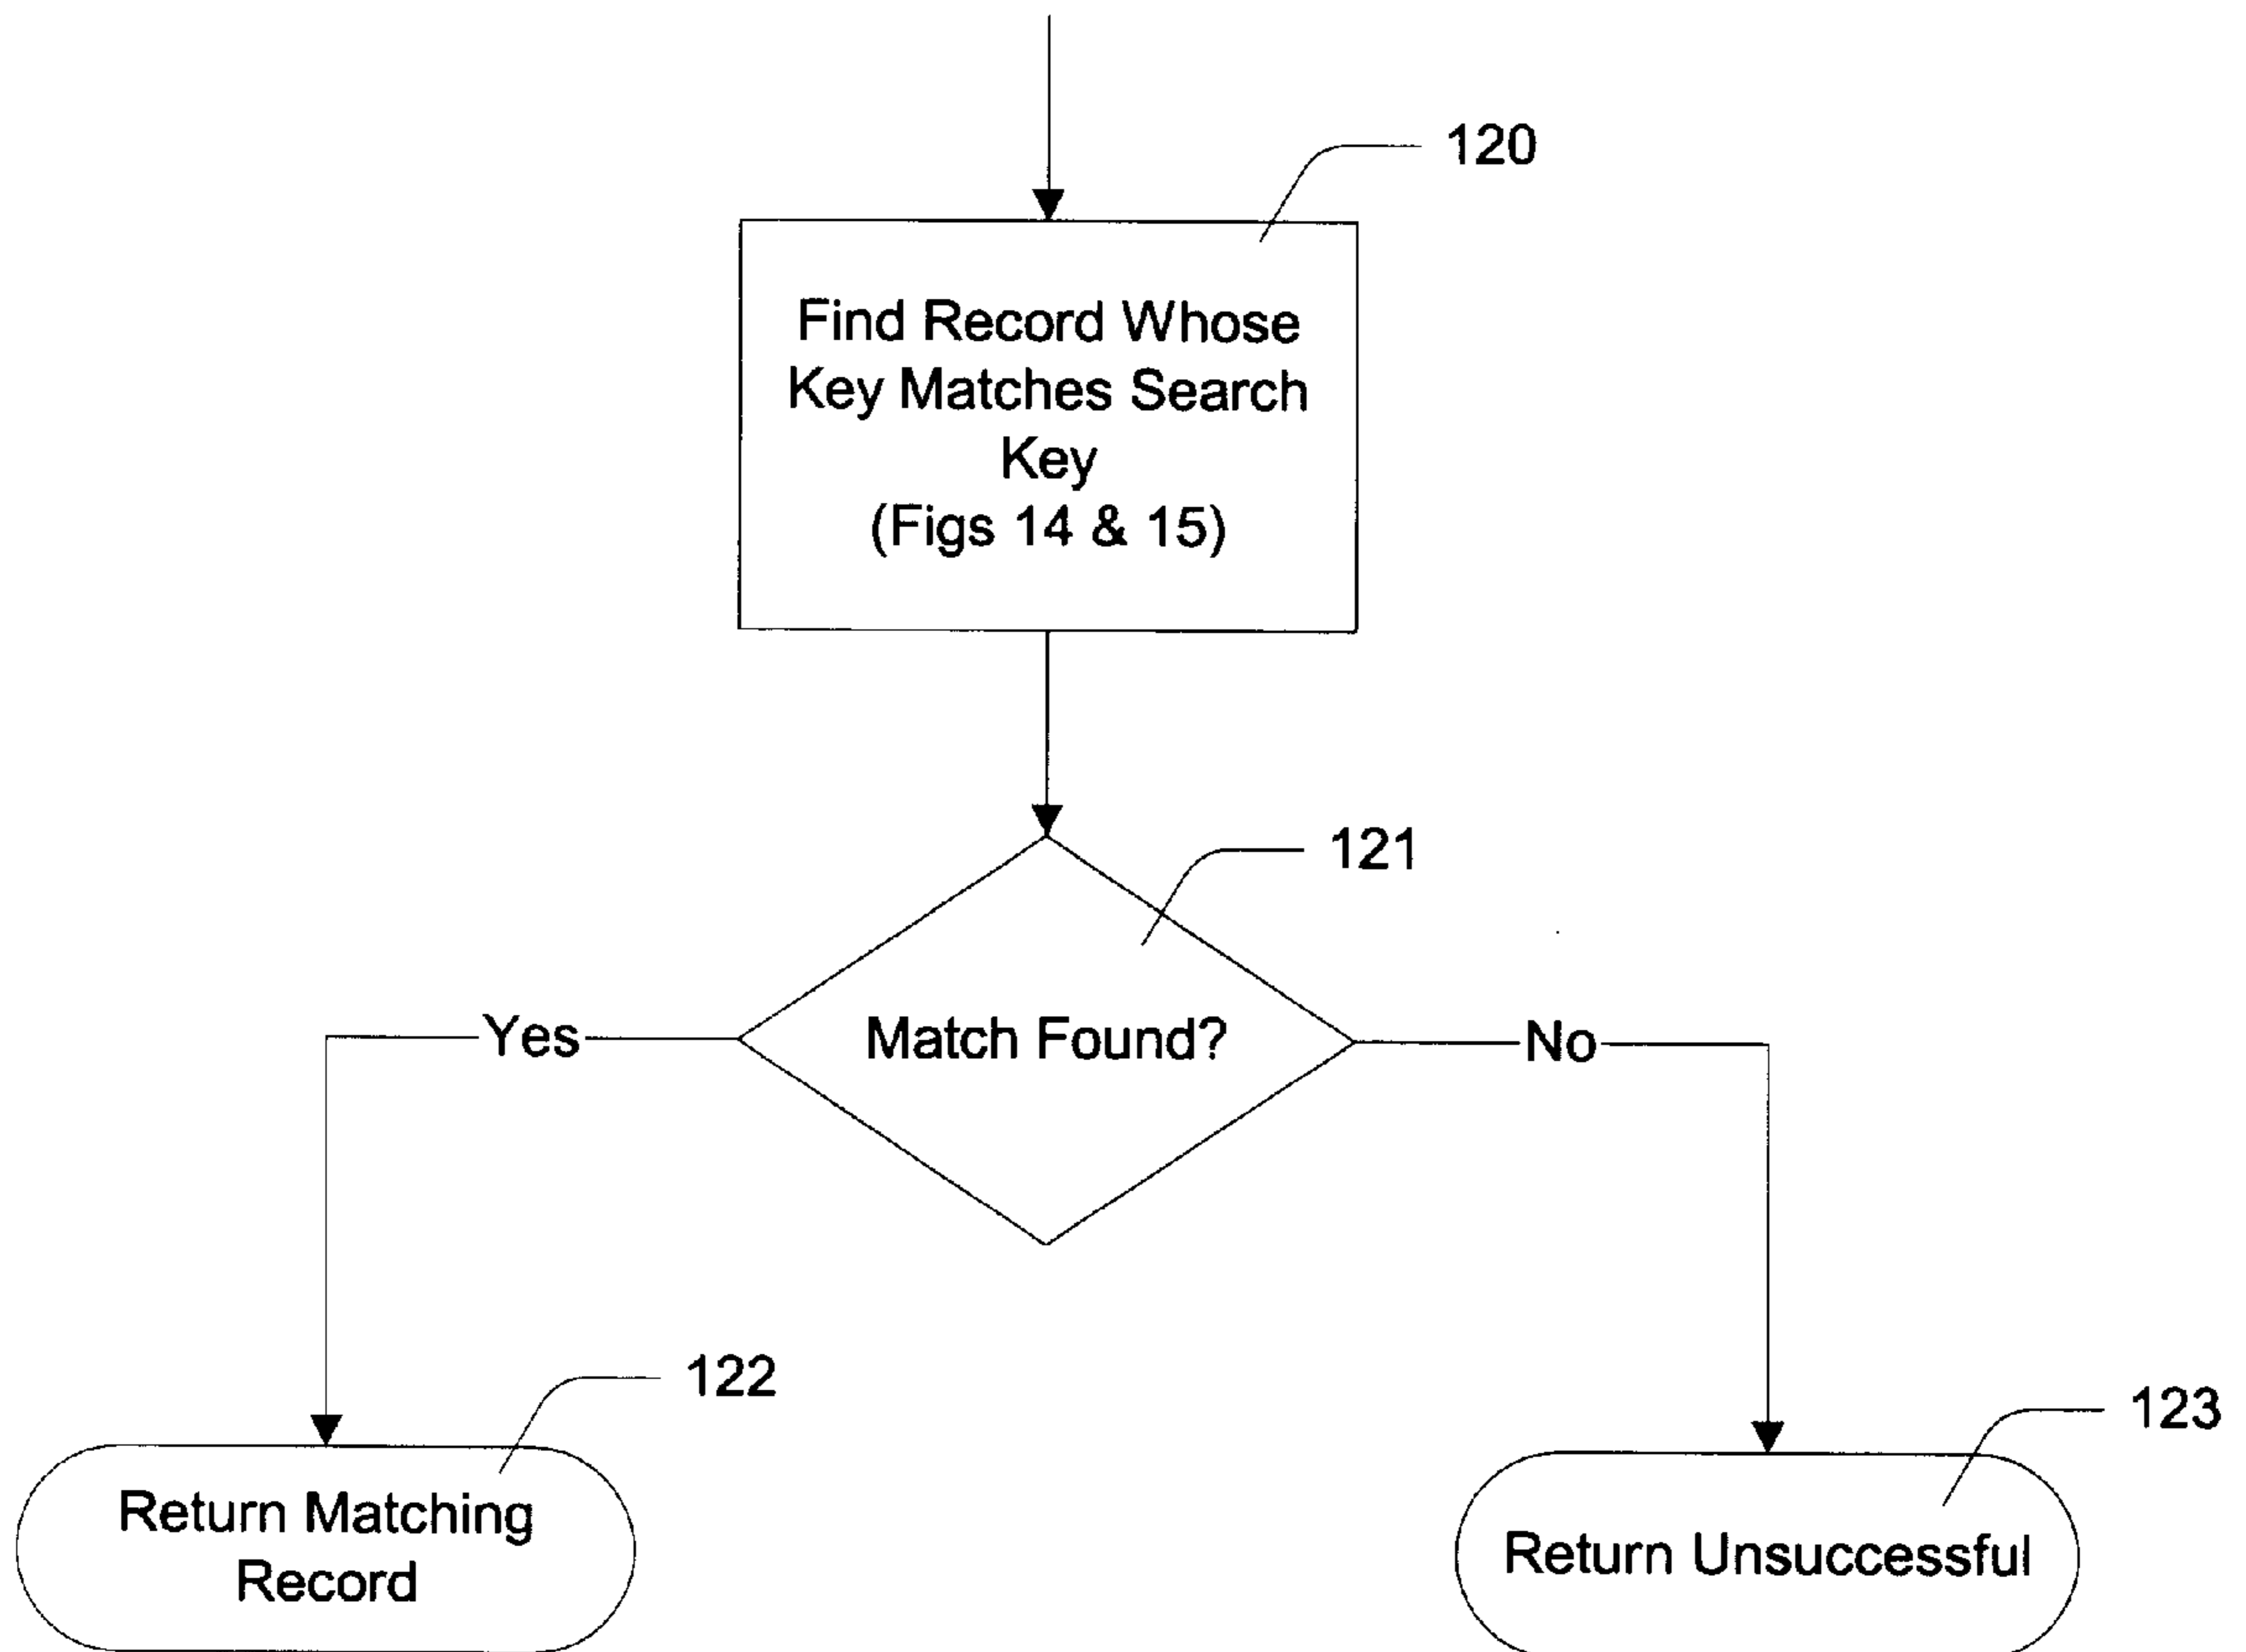 120
Find Record Whose
Key Matches Search
Key
(Figs 14 & 15)
121
Yes
Match Found?
No
122
Return Matching
Record
123
Return Unsuccessful